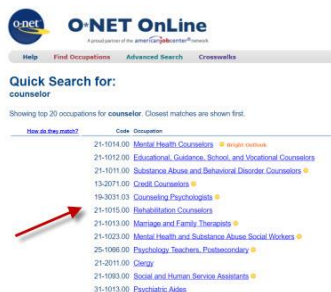 o·net
O*NET OnLine
A proud partner of the americanjobcenter® network
Help Find Occupations Advanced Search Crosswalks
Quick Search for:
counselor
Showing top 20 occupations for counselor. Closest matches are shown first.
How do they match? Code Occupation
21-1014.00 Mental Health Counselors Bright Outlook
21-1012.00 Educational, Guidance, School, and Vocational Counselors
21-1011.00 Substance Abuse and Behavioral Disorder Counselors
13-2071.00 Credit Counselors
19-3031.03 Counseling Psychologists
21-1015.00 Rehabilitation Counselors
21-1013.00 Marriage and Family Therapists
21-1023.00 Mental Health and Substance Abuse Social Workers
25-1066.00 Psychology Teachers, Postsecondary
21-2011.00 Clergy
21-1093.00 Social and Human Service Assistants
31-1013.00 Psychiatric Aides